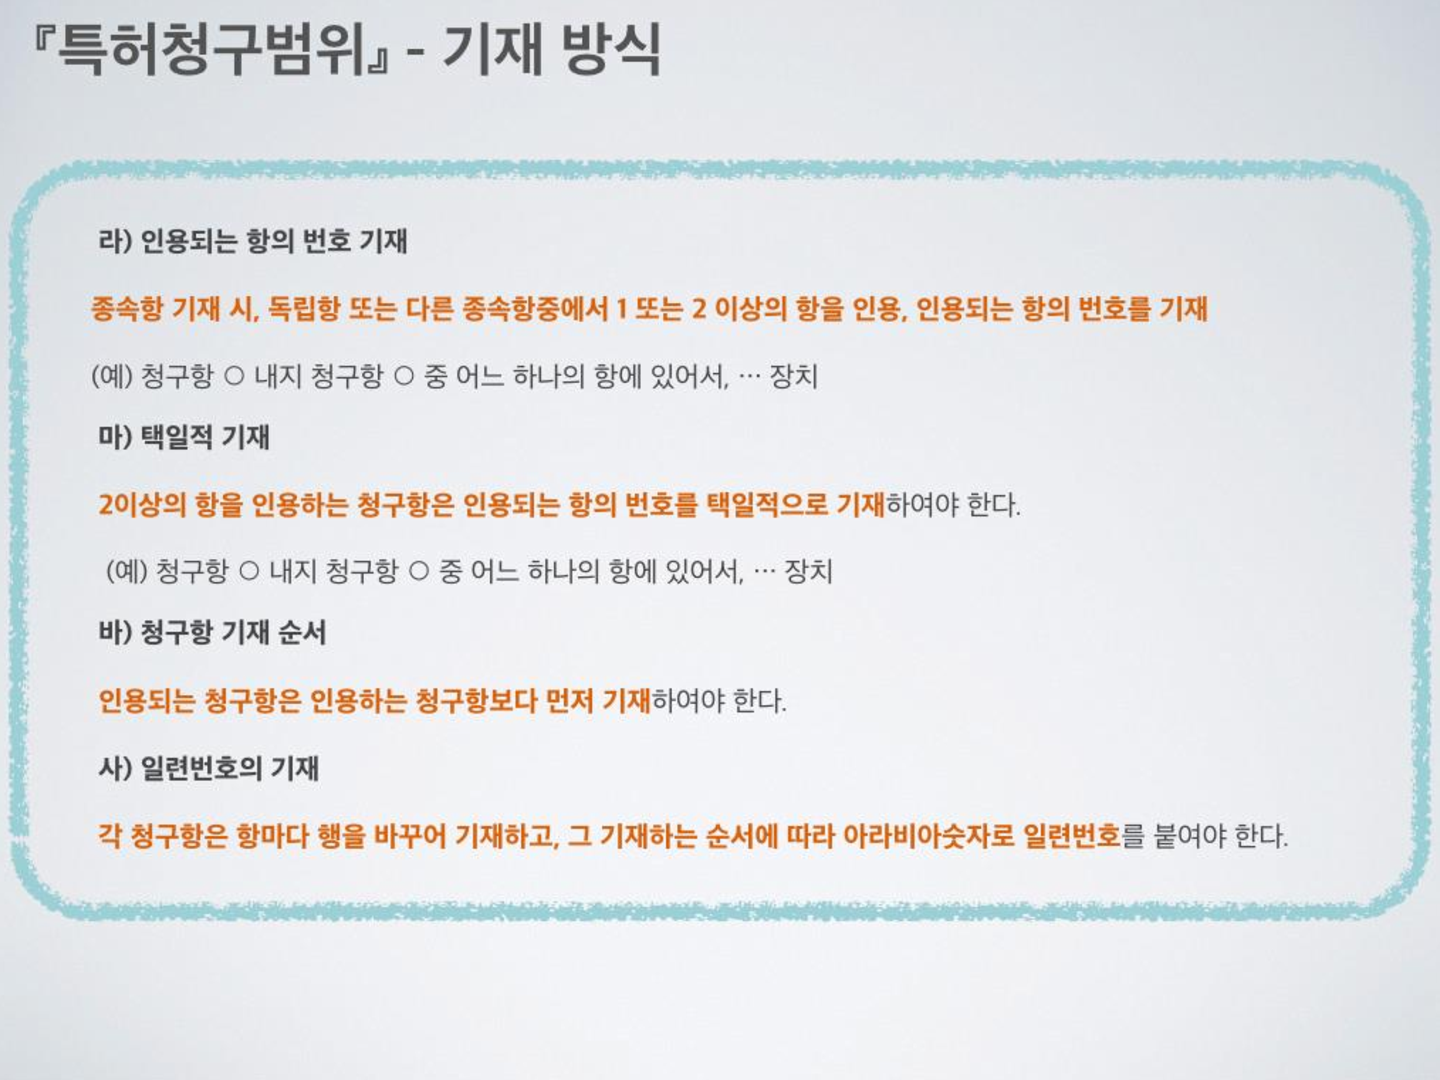 『특허청구범위』 - 기재 방식
라) 인용되는 항의 번호 기재
종속항 기재 시, 독립항 또는 다른 종속항중에서 1 또는 2 이상의 항을 인용, 인용되는 항의 번호를 기재
(예) 청구항 ○ 내지 청구항 ○ 중 어느 하나의 항에 있어서, … 장치
마) 택일적 기재
2이상의 항을 인용하는 청구항은 인용되는 항의 번호를 택일적으로 기재하여야 한다.
(예) 청구항 ○ 내지 청구항 ○ 중 어느 하나의 항에 있어서, … 장치
바) 청구항 기재 순서
인용되는 청구항은 인용하는 청구항보다 먼저 기재하여야 한다.
사) 일련번호의 기재
각 청구항은 항마다 행을 바꾸어 기재하고, 그 기재하는 순서에 따라 아라비아숫자로 일련번호를 붙여야 한다.